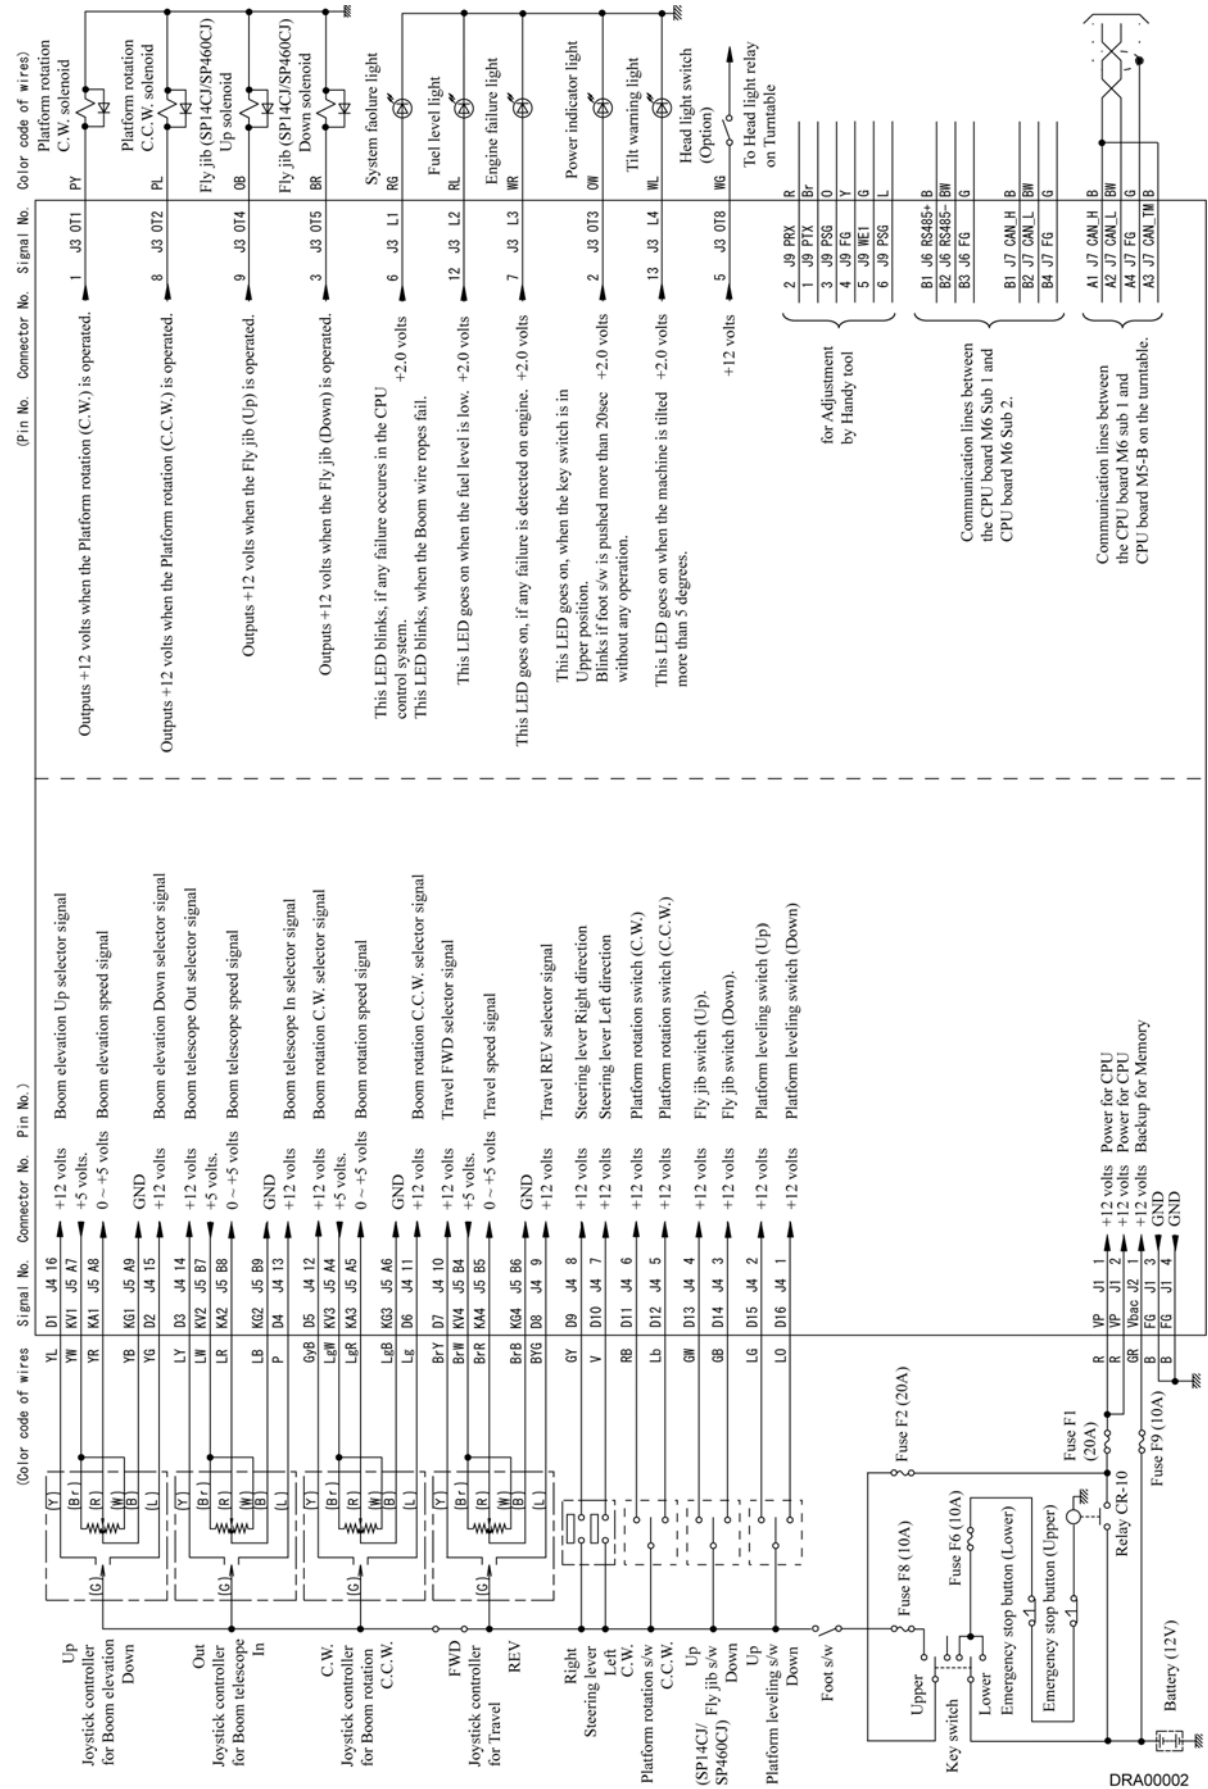 (Color code of wires Signal No. Connector No. Pin No.)
(Pin No. Connector No. Signal No. Color code of wires)
Up
Joystick controller
for Boom elevation
Down
(G)
(Y)
(Br)
(R)
(W)
(B)
(L)
YL D1 J4 16 +12 volts Boom elevation Up selector signal
YW KV1 J5 A7 +5 volts.
YR KA1 J5 A8 0 ~ +5 volts Boom elevation speed signal
YB KG1 J5 A9 GND
YG D2 J4 15 +12 volts Boom elevation Down selector signal
Out
Joystick controller
for Boom telescope
In
(G)
(Y)
(Br)
(R)
(W)
(B)
(L)
LY D3 J4 14 +12 volts Boom telescope Out selector signal
LW KV2 J5 B7 +5 volts.
LR KA2 J5 B8 0 ~ +5 volts Boom telescope speed signal
LB KG2 J5 B9 GND
P D4 J4 13 +12 volts Boom telescope In selector signal
C.W.
Joystick controller
for Boom rotation
C.C.W.
(G)
(Y)
(Br)
(R)
(W)
(B)
(L)
GyB D5 J4 12 +12 volts Boom rotation C.W. selector signal
LgW KV3 J5 A4 +5 volts.
LgR KA3 J5 A5 0 ~ +5 volts Boom rotation speed signal
LgB KG3 J5 A6 GND
Lg D6 J4 11 +12 volts Boom rotation C.C.W. selector signal
FWD
Joystick controller
for Travel
REV
(G)
(Y)
(Br)
(R)
(W)
(B)
(L)
BrY D7 J4 10 +12 volts Travel FWD selector signal
BrW KV4 J5 B4 +5 volts.
BrR KA4 J5 B5 0 ~ +5 volts Travel speed signal
BrB KG4 J5 B6 GND
BYG D8 J4 9 +12 volts Travel REV selector signal
Right
Steering lever
Left
GY D9 J4 8 +12 volts Steering lever Right direction
V D10 J4 7 +12 volts Steering lever Left direction
C.W.
Platform rotation s/w
C.C.W.
RB D11 J4 6 +12 volts Platform rotation switch (C.W.)
Lb D12 J4 5 +12 volts Platform rotation switch (C.C.W.)
Up
(SP14CJ/ Fly jib s/w
SP460CJ) Down
GW D13 J4 4 +12 volts Fly jib switch (Up).
GB D14 J4 3 +12 volts Fly jib switch (Down).
Up
Platform leveling s/w
Down
LG D15 J4 2 +12 volts Platform leveling switch (Up)
LO D16 J4 1 +12 volts Platform leveling switch (Down)
Foot s/w
Fuse F8 (10A)
Fuse F2 (20A)
Upper
Key switch
Lower
Fuse F6 (10A)
Emergency stop button (Lower)
Emergency stop button (Upper)
Relay CR-10
Fuse F1
(20A)
Fuse F9 (10A)
Battery (12V)
R VP J1 1 +12 volts Power for CPU
R VP J1 2 +12 volts Power for CPU
GR Vbac J2 1 +12 volts Backup for Memory
B FG J1 3 GND
B FG J1 4 GND
Outputs +12 volts when the Platform rotation (C.W.) is operated.
1 J3 OT1 PY
Platform rotation
C.W. solenoid
Outputs +12 volts when the Platform rotation (C.C.W.) is operated.
8 J3 OT2 PL
Platform rotation
C.C.W. solenoid
Outputs +12 volts when the Fly jib (Up) is operated.
9 J3 OT4 OB
Fly jib (SP14CJ/SP460CJ)
Up solenoid
Outputs +12 volts when the Fly jib (Down) is operated.
3 J3 OT5 BR
Fly jib (SP14CJ/SP460CJ)
Down solenoid
This LED blinks, if any failure occures in the CPU
control system.
This LED blinks, when the Boom wire ropes fail.
+2.0 volts
6 J3 L1 RG
System faolure light
This LED goes on when the fuel level is low. +2.0 volts
12 J3 L2 RL
Fuel level light
This LED goes on, if any failure is detected on engine. +2.0 volts
7 J3 L3 WR
Engine failure light
This LED goes on, when the key switch is in
Upper position.
Blinks if foot s/w is pushed more than 20sec
without any operation.
+2.0 volts
2 J3 OT3 OW
Power indicator light
This LED goes on when the machine is tilted
more than 5 degrees.
+2.0 volts
13 J3 L4 WL
Tilt warning light
+12 volts
5 J3 OT8 WG
Head light switch
(Option)
To Head light relay
on Turntable
for Adjustment
by Handy tool
2 J9 PRX R
1 J9 PTX Br
3 J9 PSG O
4 J9 FG Y
5 J9 WE1 G
6 J9 PSG L
Communication lines between
the CPU board M6 Sub 1 and
CPU board M6 Sub 2.
B1 J6 RS485+ B
B2 J6 RS485- BW
B3 J6 FG G
B1 J7 CAN_H B
B2 J7 CAN_L BW
B4 J7 FG G
Communication lines between
the CPU board M6 sub 1 and
CPU board M5-B on the turntable.
A1 J7 CAN_H B
A2 J7 CAN_L BW
A4 J7 FG G
A3 J7 CAN_TM B
DRA00002